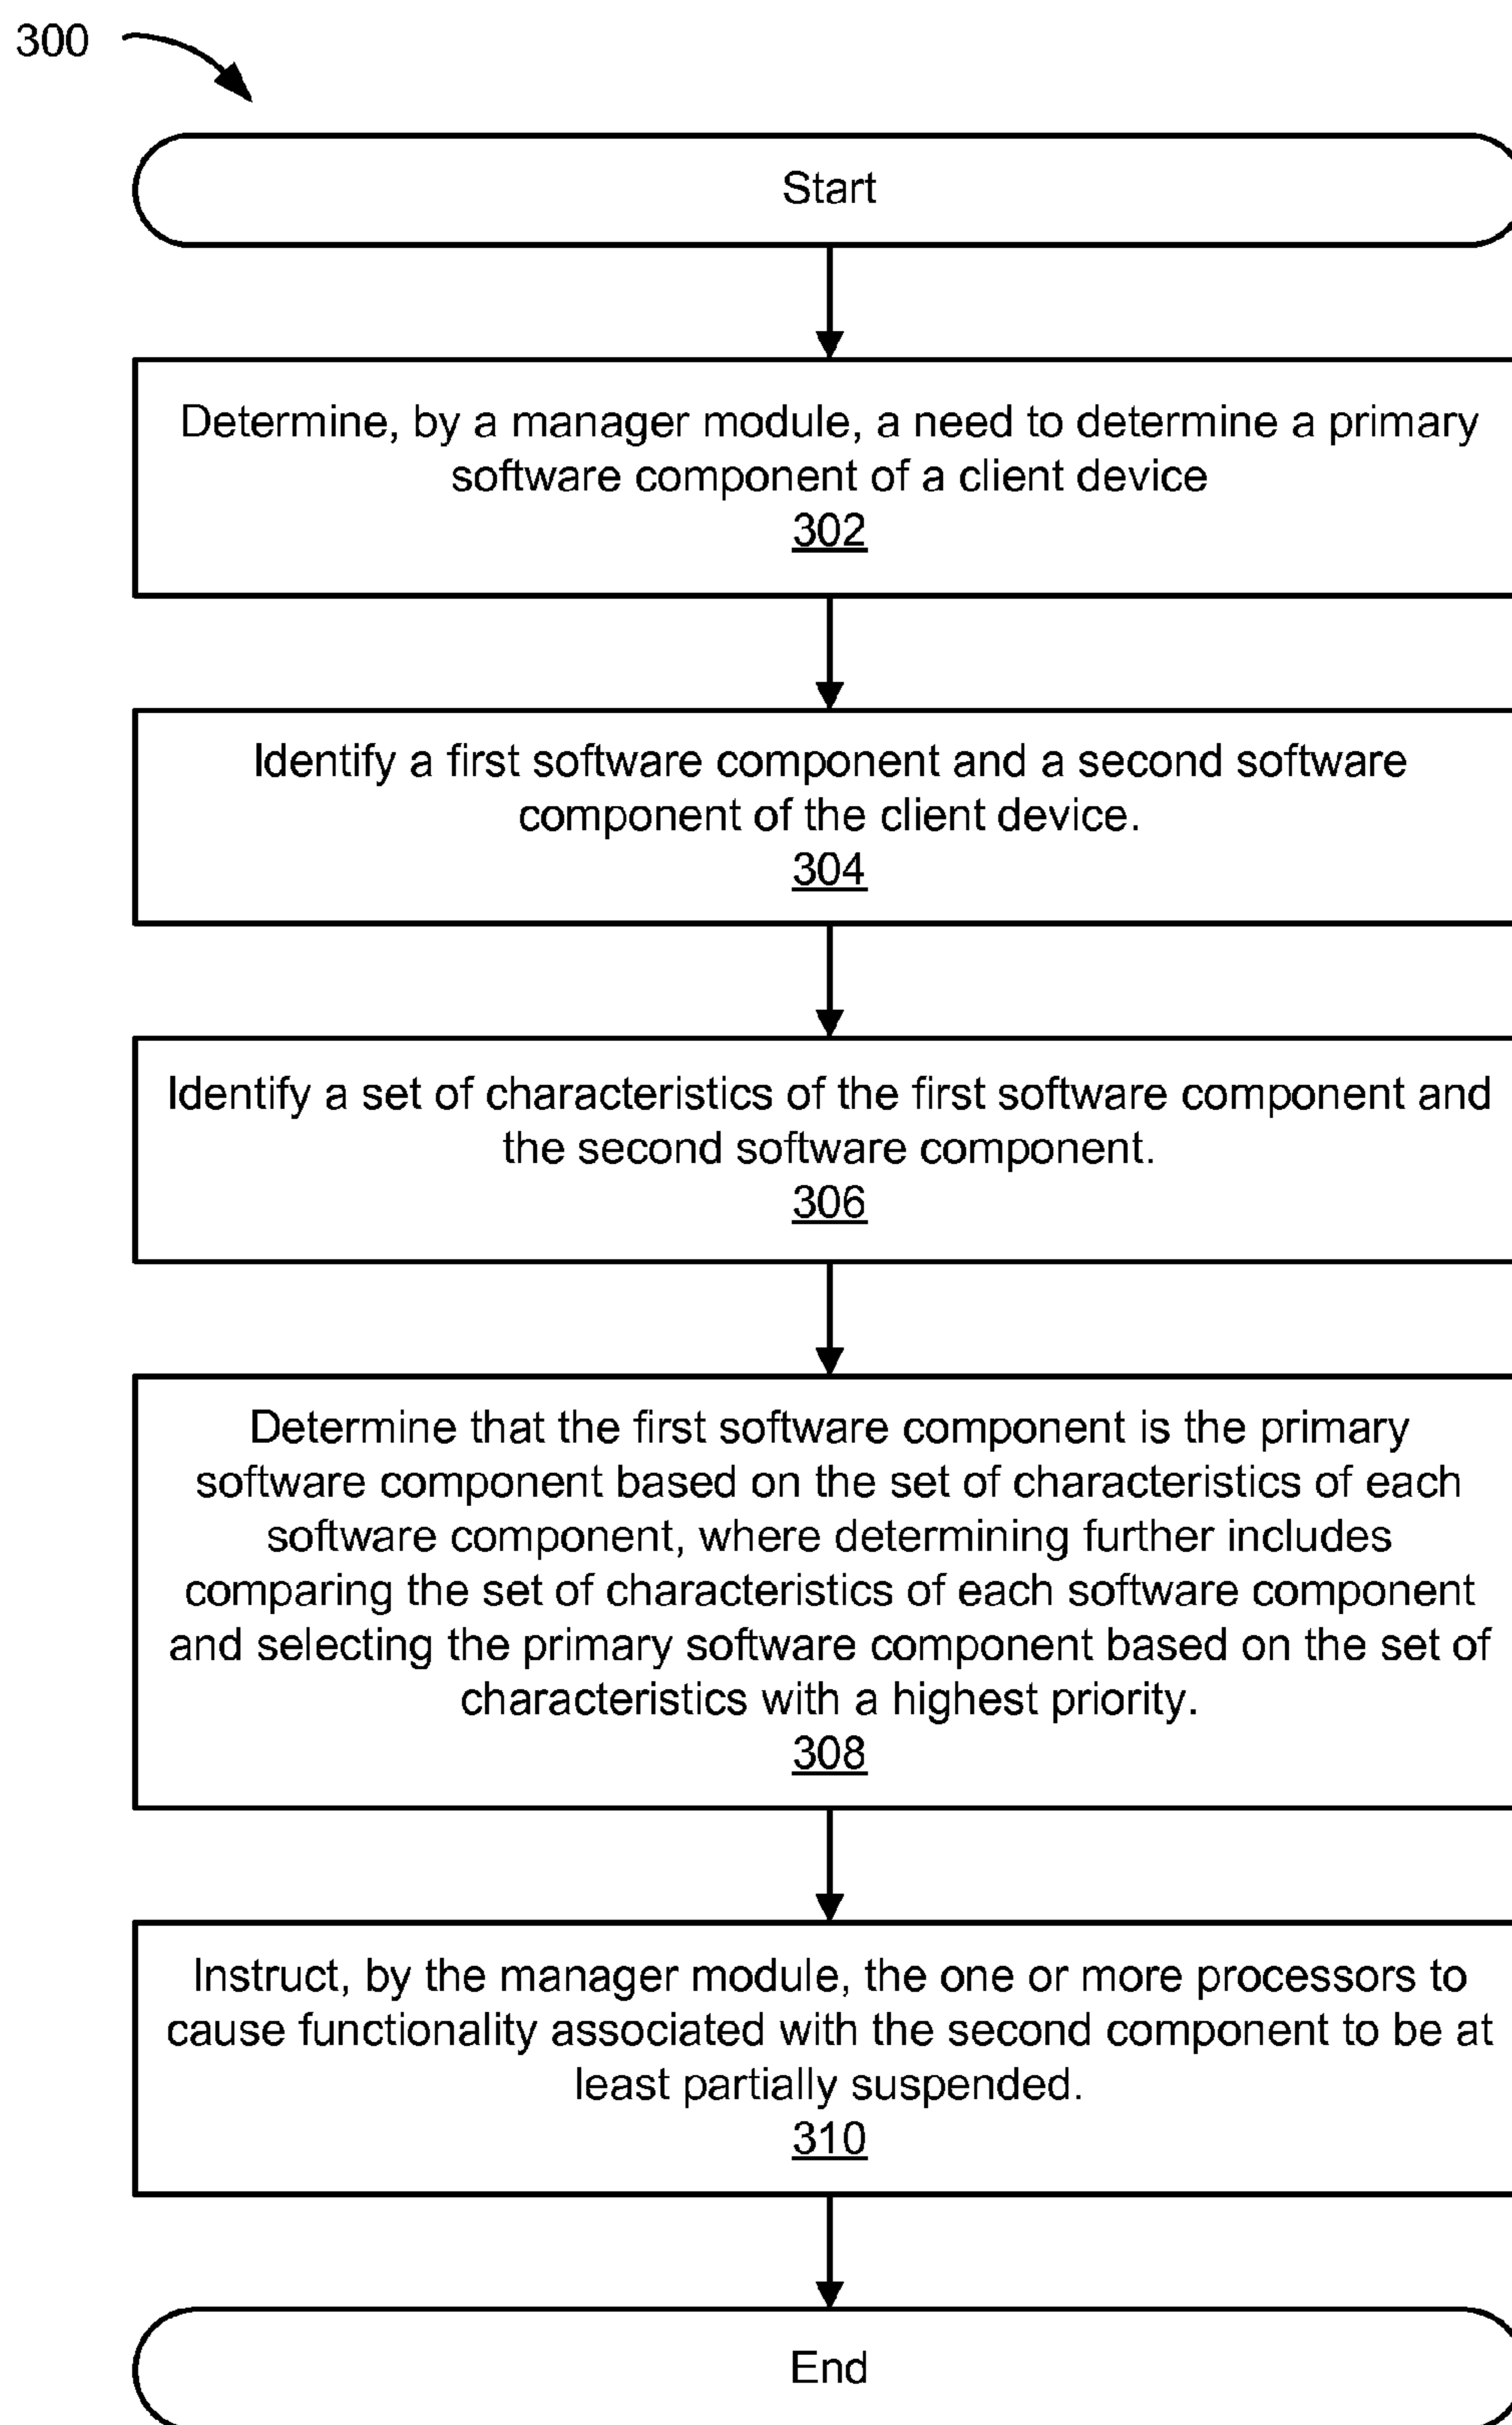 300
Start
Determine, by a manager module, a need to determine a primary
software component of a client device
302
Identify a first software component and a second software
component of the client device.
304
Identify a set of characteristics of the first software component and
the second software component.
306
Determine that the first software component is the primary
software component based on the set of characteristics of each
software component, where determining further includes
comparing the set of characteristics of each software component
and selecting the primary software component based on the set of
characteristics with a highest priority.
308
Instruct, by the manager module, the one or more processors to
cause functionality associated with the second component to be at
least partially suspended.
310
End